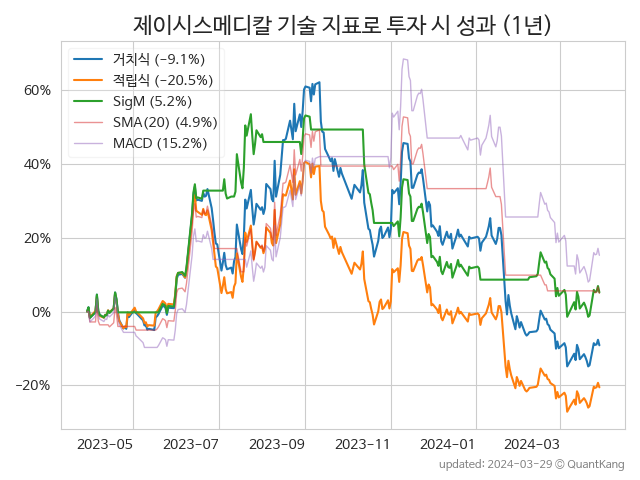 제이시스메디칼 기술 지표로 투자 시 성과 (1년)
거치식 (−9.1%)
적립식 (−20.5%)
SigM (5.2%)
SMA(20) (4.9%)
MACD (15.2%)
60%
40%
20%
0%
−20%
2023−05
2023−07
2023−09
2023−11
2024−01
2024−03
updated: 2024−03−29 © QuantKang